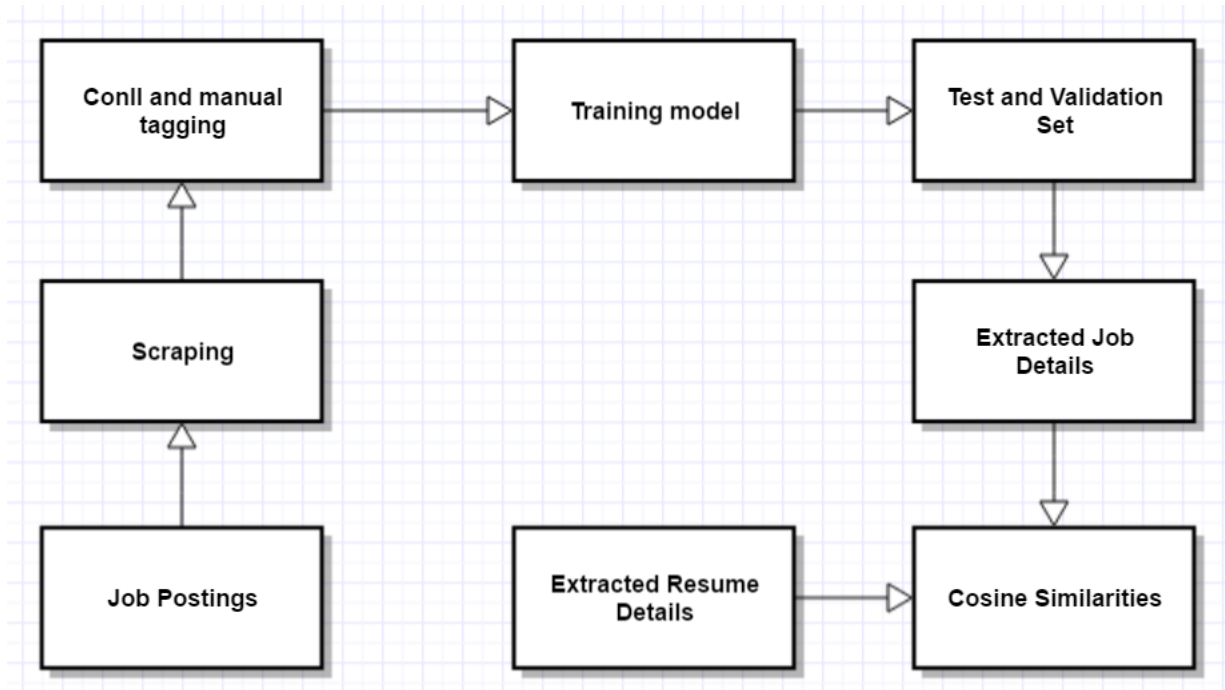 Conll and manual
tagging
Training model
Test and Validation
Set
Scraping
Extracted Job
Details
Job Postings
Extracted Resume
Details
Cosine Similarities